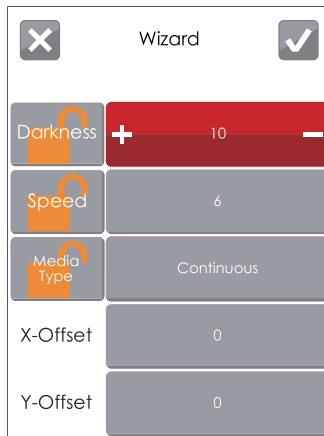 Wizard
Darkness + 10 −
Speed 6
Media
Type Continuous
X-Offset 0
Y-Offset 0